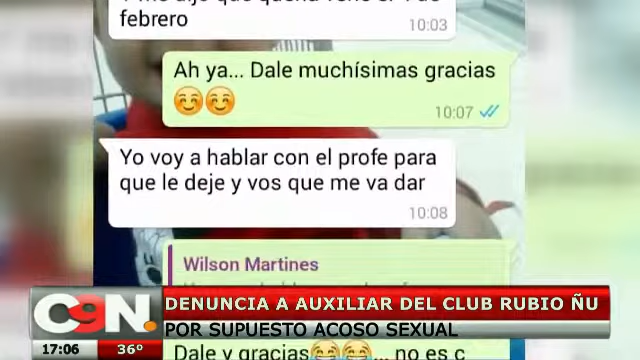 febrero
10:03
Ah ya... Dale muchísimas gracias
10:07
Yo voy a hablar con el profe para
que le deje y vos que me va dar
10:08
Wilson Martines
C9N.
DENUNCIA A AUXILIAR DEL CLUB RUBIO ÑU
POR SUPUESTO ACOSO SEXUAL
17:06 36°
Dale y gracias ... no es c